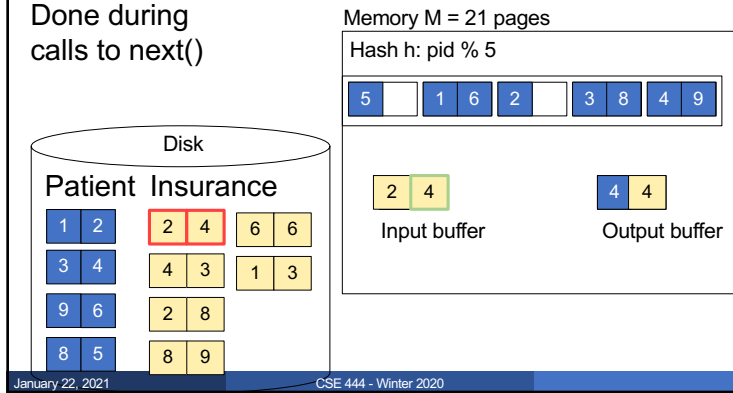 Done during
calls to next()
Memory M = 21 pages
Hash h: pid % 5
5 1 6 2 3 8 4 9
Disk
Patient Insurance
1 2 2 4 6 6
3 4 4 3 1 3
9 6 2 8
8 5 8 9
2 4 4 4
Input buffer Output buffer
January 22, 2021 CSE 444 - Winter 2020